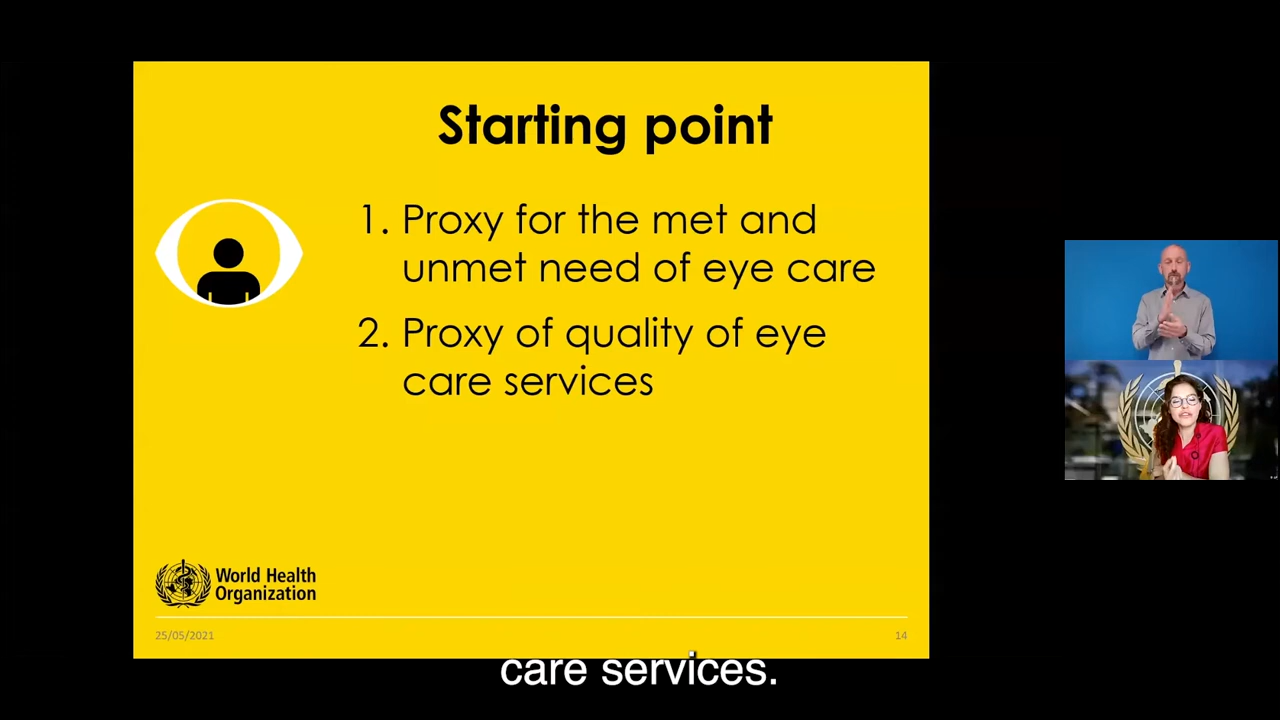 Starting point
1. Proxy for the met and
unmet need of eye care
2. Proxy of quality of eye
care services
World Health
Organization
25/05/2021
14
care services.